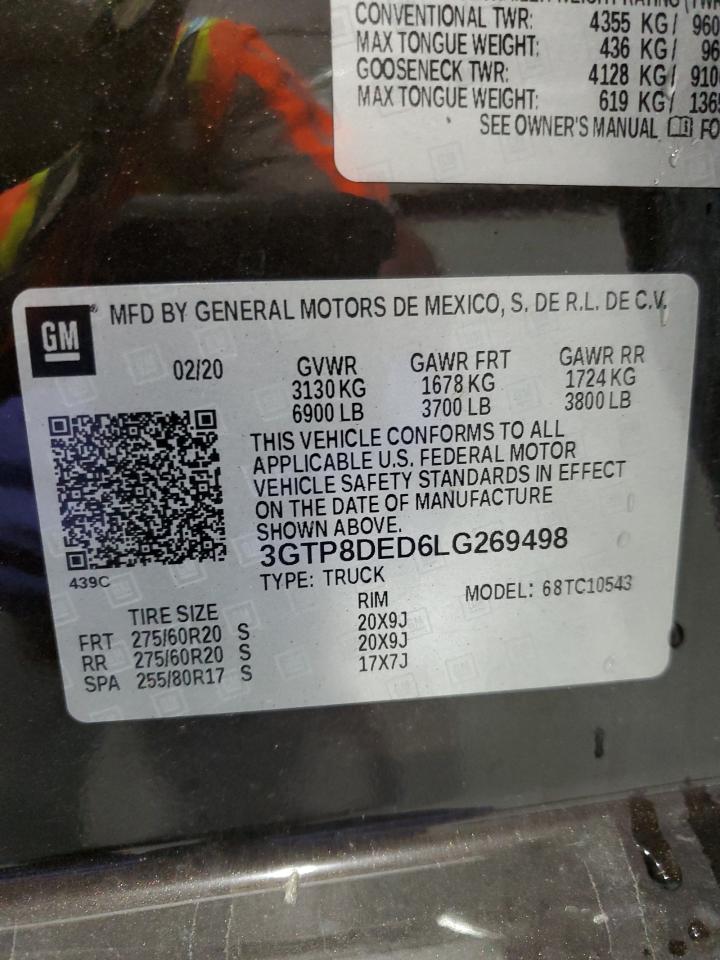 CONVENTIONAL TWR: 4355 KG/ 960
MAX TONGUE WEIGHT: 436 KG/ 96
GOOSENECK TWR: 4128 KG/ 910
MAX TONGUE WEIGHT: 619 KG/ 1365
SEE OWNER'S MANUAL FO
GM
® MFD BY GENERAL MOTORS DE MEXICO, S. DE R.L. DE C.V.
02/20 GVWR GAWR FRT GAWR RR
3130 KG 1678 KG 1724 KG
6900 LB 3700 LB 3800 LB
THIS VEHICLE CONFORMS TO ALL
APPLICABLE U.S. FEDERAL MOTOR
VEHICLE SAFETY STANDARDS IN EFFECT
ON THE DATE OF MANUFACTURE
SHOWN ABOVE.
3GTP8DED6LG269498
439C
TYPE: TRUCK MODEL: 68TC10543
TIRE SIZE RIM
FRT 275/60R20 S 20X9J
RR 275/60R20 S 20X9J
SPA 255/80R17 S 17X7J